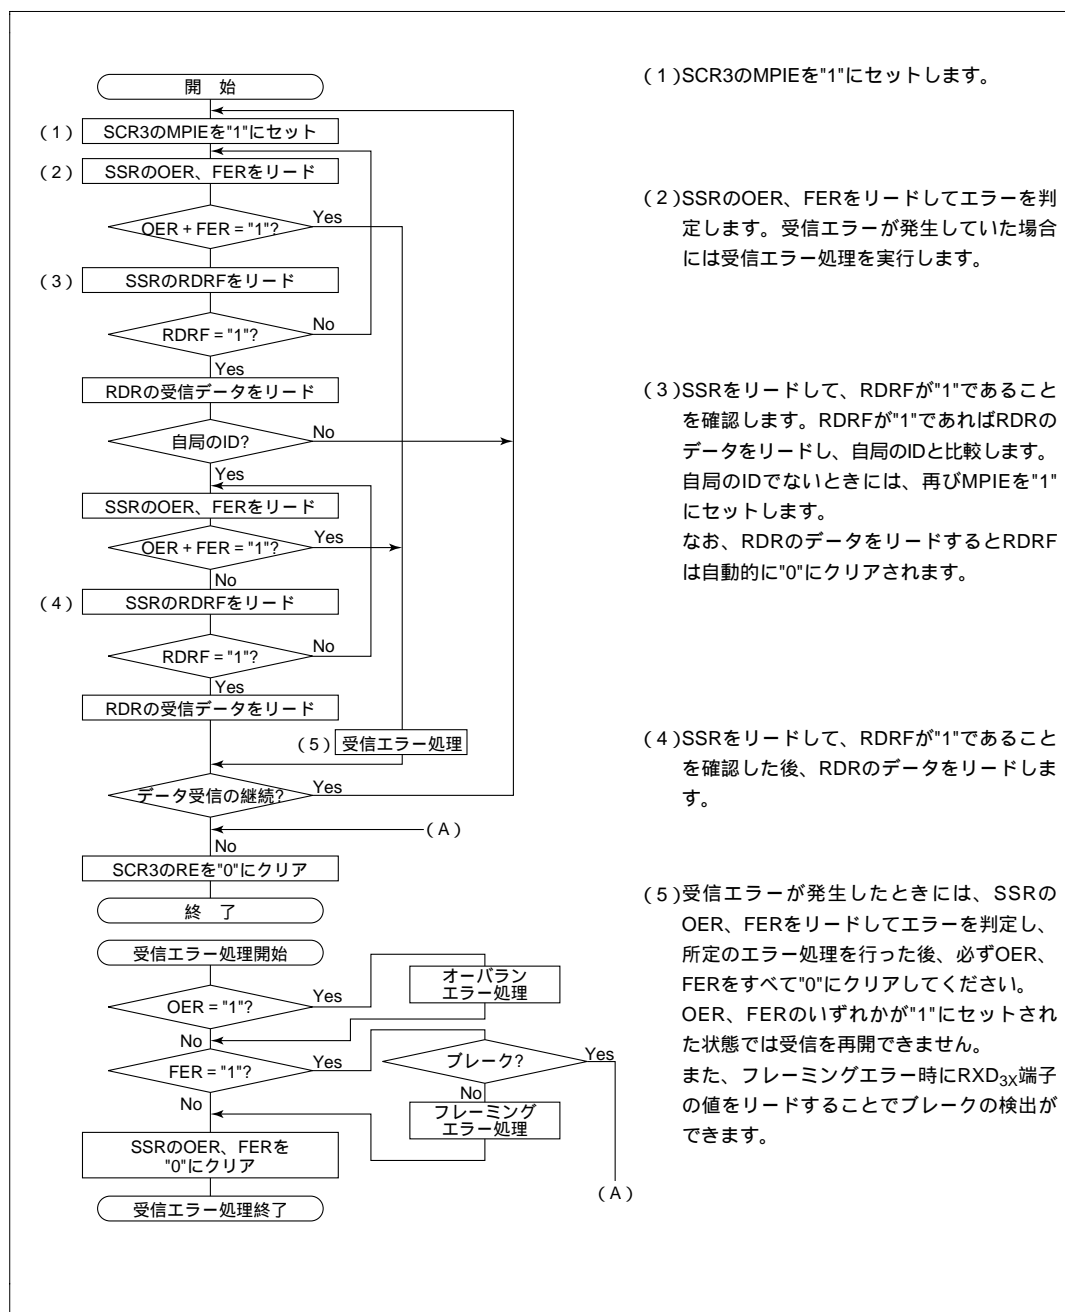 開　始
（1） SCR3のMPIEを"1"にセット
（2） SSRのOER、FERをリード
OER + FER = "1"?
Yes
（3） SSRのRDRFをリード
RDRF = "1"?
No
Yes
RDRの受信データをリード
自局のID?
No
Yes
SSRのOER、FERをリード
OER + FER = "1"?
Yes
No
（4） SSRのRDRFをリード
RDRF = "1"?
No
Yes
RDRの受信データをリード
（5） 受信エラー処理
データ受信の継続?
Yes
（A）
No
SCR3のREを"0"にクリア
終　了
受信エラー処理開始
OER = "1"?
Yes
オーバラン
エラー処理
No
FER = "1"?
Yes
ブレーク?
Yes
No
No
フレーミング
エラー処理
SSRのOER、FERを
"0"にクリア
（A）
受信エラー処理終了
（1）SCR3のMPIEを"1"にセットします。
（2）SSRのOER、FERをリードしてエラーを判
定します。受信エラーが発生していた場合
には受信エラー処理を実行します。
（3）SSRをリードして、RDRFが"1"であること
を確認します。RDRFが"1"であればRDRの
データをリードし、自局のIDと比較します。
自局のIDでないときには、再びMPIEを"1"
にセットします。
なお、RDRのデータをリードするとRDRF
は自動的に"0"にクリアされます。
（4）SSRをリードして、RDRFが"1"であること
を確認した後、RDRのデータをリードしま
す。
（5）受信エラーが発生したときには、SSRの
OER、FERをリードしてエラーを判定し、
所定のエラー処理を行った後、必ずOER、
FERをすべて"0"にクリアしてください。
OER、FERのいずれかが"1"にセットされ
た状態では受信を再開できません。
また、フレーミングエラー時にRXD3X端子
の値をリードすることでブレークの検出が
できます。